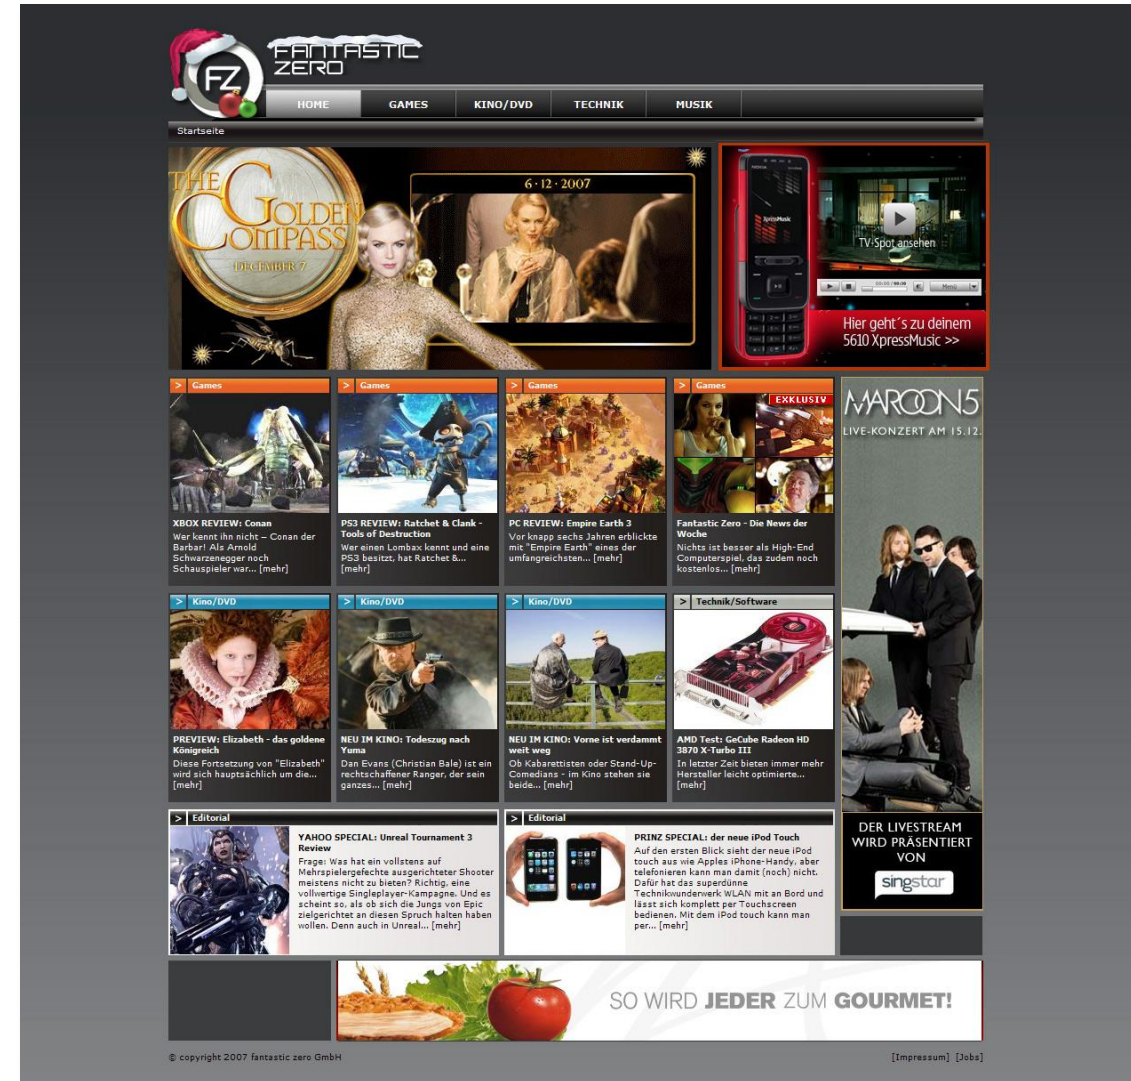 FANTASTIC
ZERO
FZ
HOME GAMES KINO/DVD TECHNIK MUSIK
Startseite
THE
GOLDEN
COMPASS
DECEMBER 7
6·12·2007
NOKIA
XpressMusic
TV-Spot ansehen
Menü
Hier geht´s zu deinem
5610 XpressMusic >>
> Games
XBOX REVIEW: Conan
Wer kennt ihn nicht – Conan der
Barbar! Als Arnold
Schwarzenegger noch
Schauspieler war... [mehr]
> Games
PS3 REVIEW: Ratchet & Clank -
Tools of Destruction
Wer einen Lombax kennt und eine
PS3 besitzt, hat Ratchet &...
[mehr]
> Games
PC REVIEW: Empire Earth 3
Vor knapp sechs Jahren erblickte
mit "Empire Earth" eines der
umfangreichsten... [mehr]
> Games
EXKLUSIV
Fantastic Zero - Die News der
Woche
Nichts ist besser als High-End
Computerspiel, das zudem noch
kostenlos... [mehr]
MAROON5
LIVE-KONZERT AM 15.12.
> Kino/DVD
PREVIEW: Elizabeth - das goldene
Königreich
Diese Fortsetzung von "Elizabeth"
wird sich hauptsächlich um die...
[mehr]
> Kino/DVD
NEU IM KINO: Todeszug nach
Yuma
Dan Evans (Christian Bale) ist ein
rechtschaffener Ranger, der sein
ganzes... [mehr]
> Kino/DVD
NEU IM KINO: Vorne ist verdammt
weit weg
Ob Kabarettisten oder Stand-Up-
Comedians - im Kino stehen sie
beide... [mehr]
> Technik/Software
AMD Test: GeCube Radeon HD
3870 X-Turbo III
In letzter Zeit bieten immer mehr
Hersteller leicht optimierte...
[mehr]
> Editorial
YAHOO SPECIAL: Unreal Tournament 3
Review
Frage: Was hat ein vollstens auf
Mehrspielergefechte ausgerichteter Shooter
meistens nicht zu bieten? Richtig, eine
vollwertige Singleplayer-Kampagne. Und es
scheint so, als ob sich die Jungs von Epic
zielgerichtet an diesen Spruch halten haben
wollen. Denn auch in Unreal... [mehr]
> Editorial
PRINZ SPECIAL: der neue iPod Touch
Auf den ersten Blick sieht der neue iPod
touch aus wie Apples iPhone-Handy, aber
telefonieren kann man damit (noch) nicht.
Dafür hat das superdünne
Technikwunderwerk WLAN mit an Bord und
lässt sich komplett per Touchscreen
bedienen. Mit dem iPod touch kann man
per... [mehr]
DER LIVESTREAM
WIRD PRÄSENTIERT
VON
singstar
SO WIRD JEDER ZUM GOURMET!
© copyright 2007 fantastic zero GmbH
[Impressum] [Jobs]